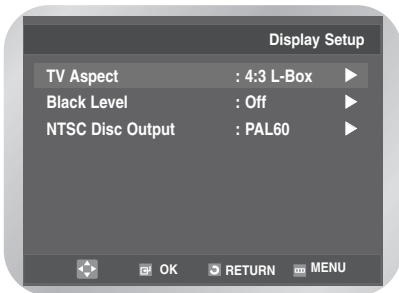 Display Setup
TV Aspect : 4:3 L-Box
Black Level : Off
NTSC Disc Output : PAL60
OK RETURN MENU